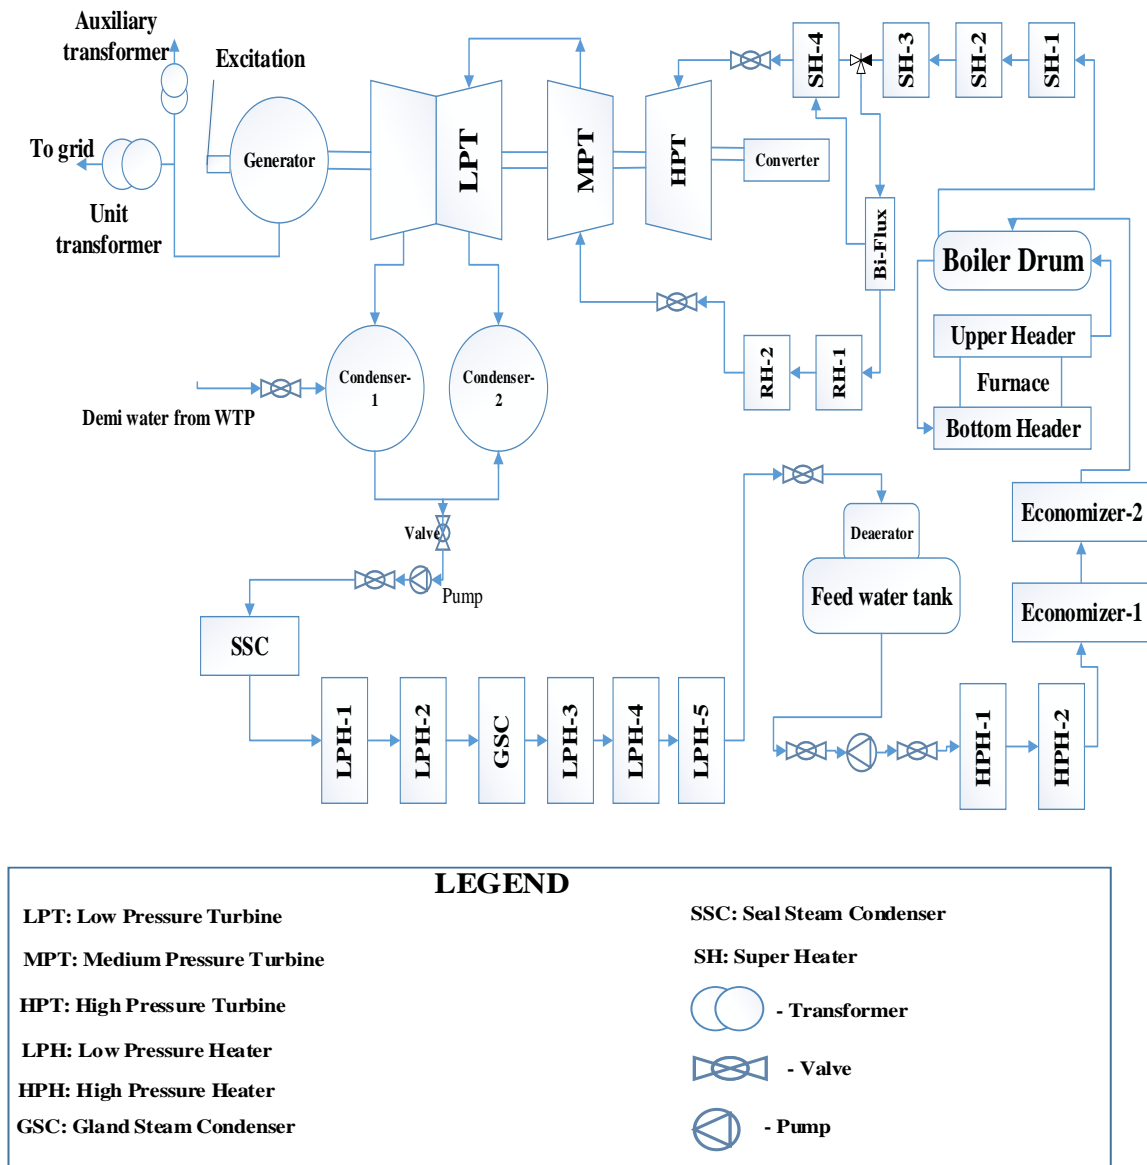 Auxiliary
transformer
Excitation
To grid
Unit
transformer
Generator
LPT
MPT
HPT
Converter
SH-4
SH-3
SH-2
SH-1
Bi-Flux
Boiler Drum
Upper Header
Furnace
Bottom Header
RH-2
RH-1
Condenser-
1
Condenser-
2
Demi water from WTP
Valve
Pump
SSC
LPH-1
LPH-2
GSC
LPH-3
LPH-4
LPH-5
Deaerator
Feed water tank
Economizer-2
Economizer-1
HPH-1
HPH-2
LEGEND
LPT: Low Pressure Turbine
MPT: Medium Pressure Turbine
HPT: High Pressure Turbine
LPH: Low Pressure Heater
HPH: High Pressure Heater
GSC: Gland Steam Condenser
SSC: Seal Steam Condenser
SH: Super Heater
- Transformer
- Valve
- Pump